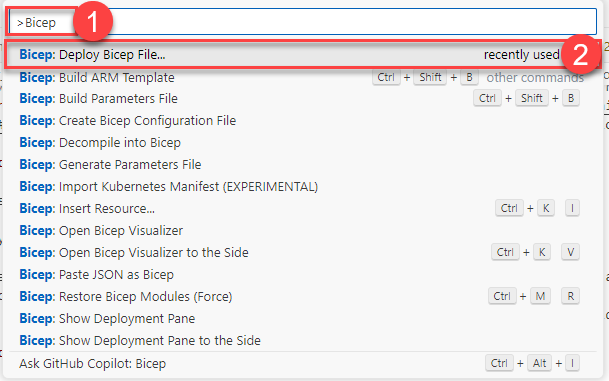 >Bicep 1
Bicep: Deploy Bicep File... recently used 2
Bicep: Build ARM Template Ctrl + Shift + B other commands
Bicep: Build Parameters File Ctrl + Shift + B
Bicep: Create Bicep Configuration File
Bicep: Decompile into Bicep
Bicep: Generate Parameters File
Bicep: Import Kubernetes Manifest (EXPERIMENTAL)
Bicep: Insert Resource... Ctrl + K I
Bicep: Open Bicep Visualizer
Bicep: Open Bicep Visualizer to the Side Ctrl + K V
Bicep: Paste JSON as Bicep
Bicep: Restore Bicep Modules (Force) Ctrl + M R
Bicep: Show Deployment Pane
Bicep: Show Deployment Pane to the Side
Ask GitHub Copilot: Bicep Ctrl + Alt + I